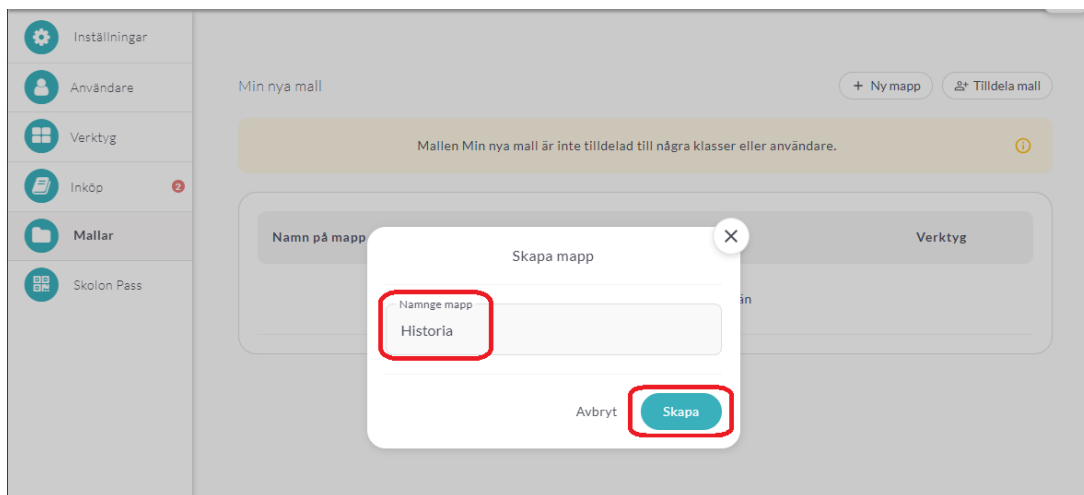 Inställningar
Användare
Verktyg
Inköp 2
Mallar
Skolon Pass
Min nya mall
+ Ny mapp
Tilldela mall
Mallen Min nya mall är inte tilldelad till några klasser eller användare.
Namn på mapp
Verktyg
Skapa mapp
Namnge mapp
Historia
Avbryt
Skapa